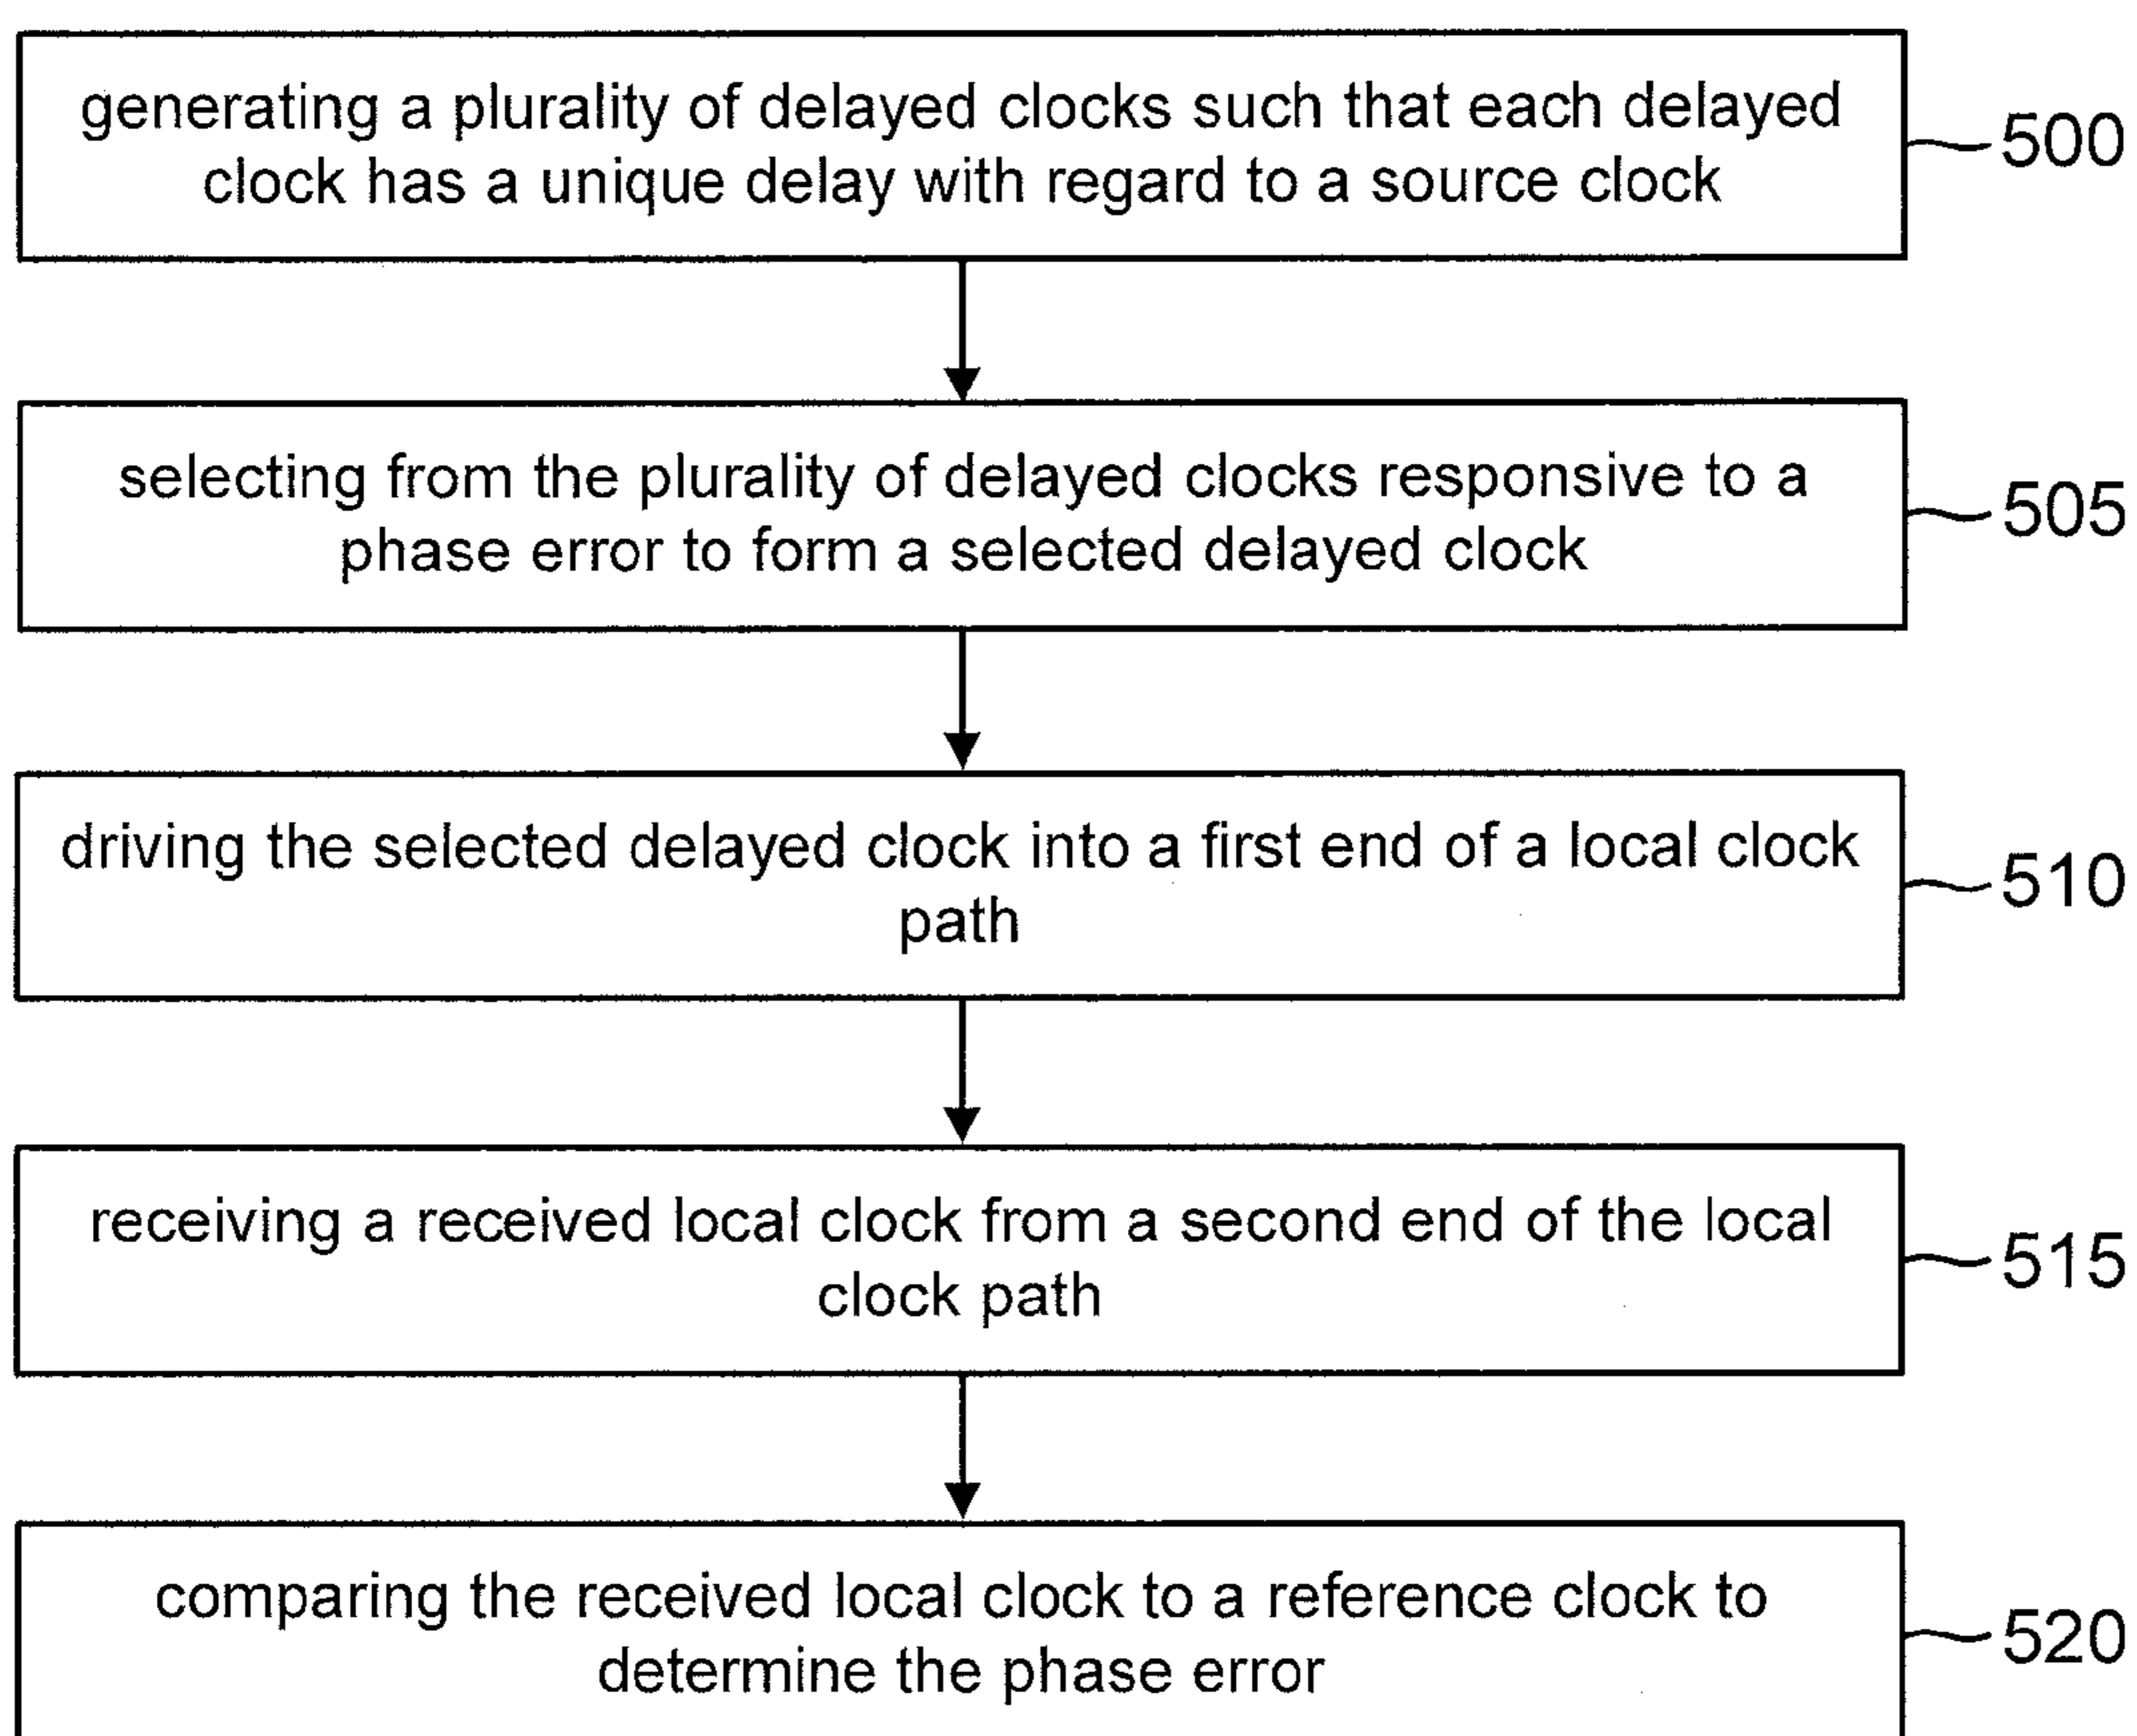 generating a plurality of delayed clocks such that each delayed
clock has a unique delay with regard to a source clock
500
selecting from the plurality of delayed clocks responsive to a
phase error to form a selected delayed clock
505
driving the selected delayed clock into a first end of a local clock
path
510
receiving a received local clock from a second end of the local
clock path
515
comparing the received local clock to a reference clock to
determine the phase error
520